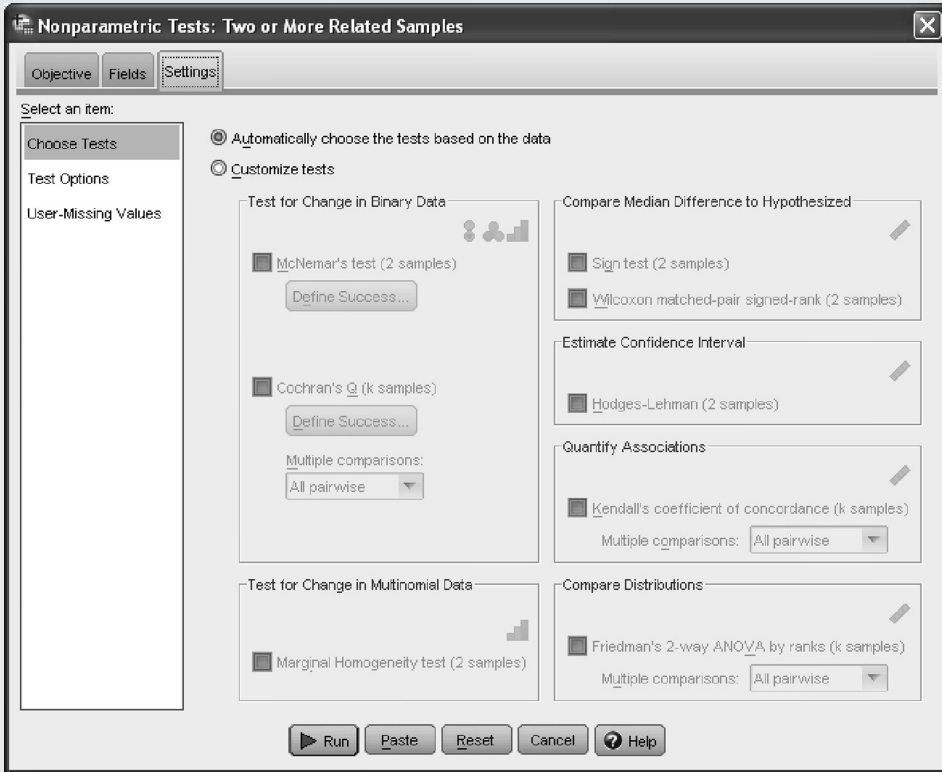 Nonparametric Tests: Two or More Related Samples
Objective Fields Settings
Select an item:
Choose Tests
Test Options
User-Missing Values
Automatically choose the tests based on the data
Customize tests
Test for Change in Binary Data
McNemar's test (2 samples)
Define Success...
Cochran's Q (k samples)
Define Success...
Multiple comparisons:
All pairwise
Test for Change in Multinomial Data
Marginal Homogeneity test (2 samples)
Compare Median Difference to Hypothesized
Sign test (2 samples)
Wilcoxon matched-pair signed-rank (2 samples)
Estimate Confidence Interval
Hodges-Lehman (2 samples)
Quantify Associations
Kendall's coefficient of concordance (k samples)
Multiple comparisons: All pairwise
Compare Distributions
Friedman's 2-way ANOVA by ranks (k samples)
Multiple comparisons: All pairwise
Run Paste Reset Cancel Help